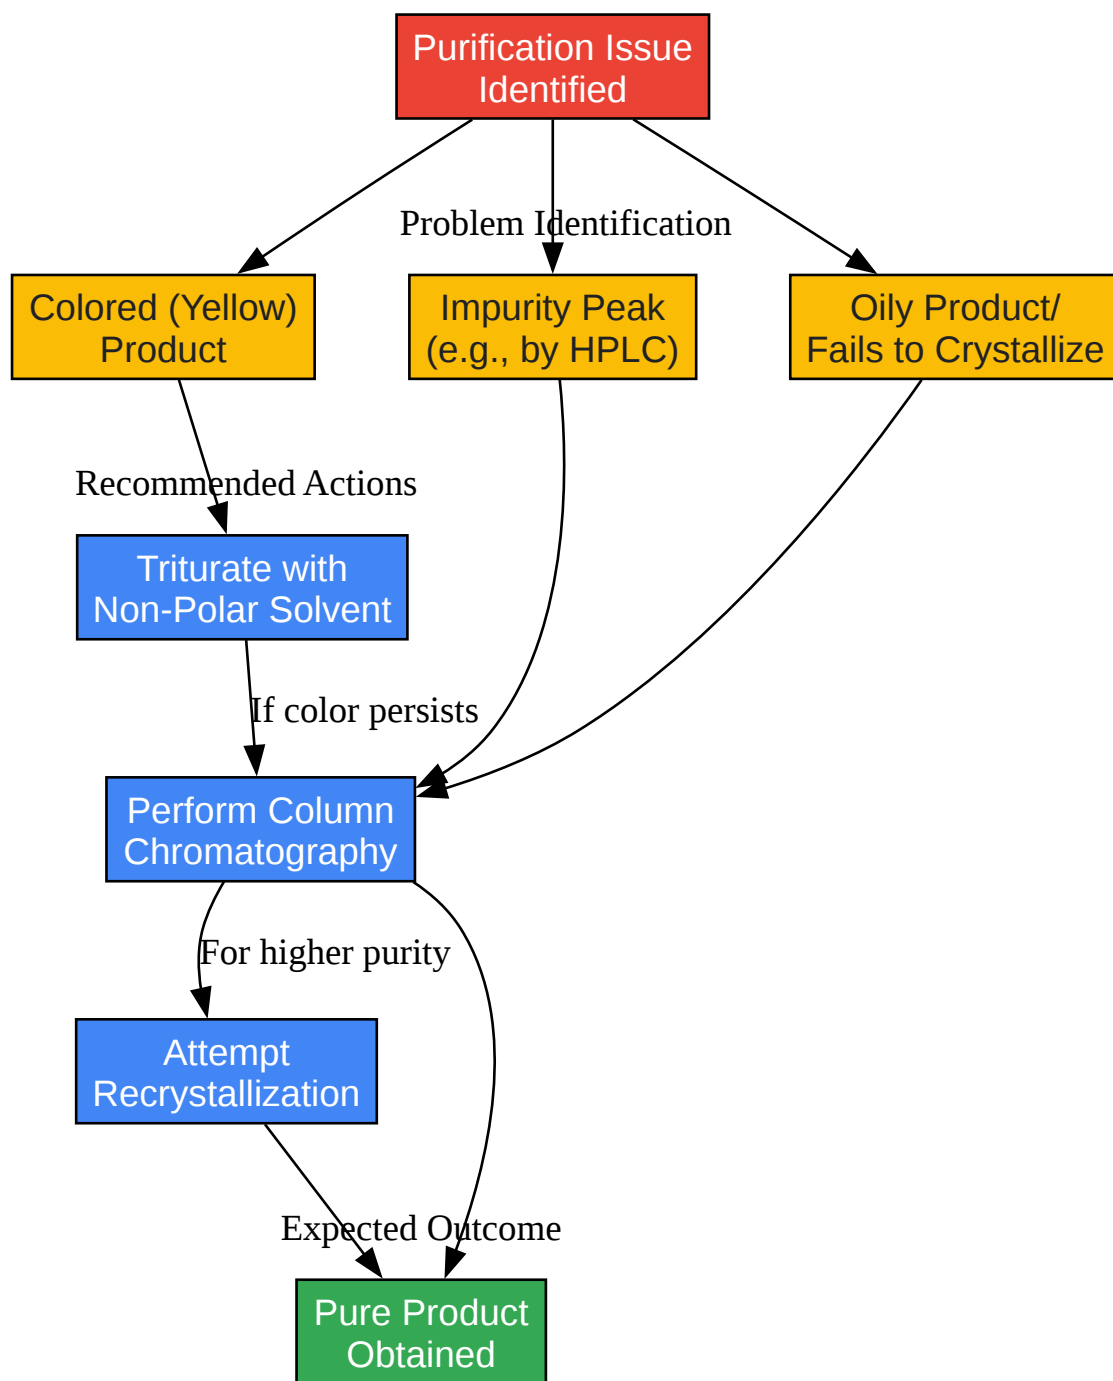 Purification Issue
Identified
Problem Identification
Colored (Yellow)
Product
Impurity Peak
(e.g., by HPLC)
Oily Product/
Fails to Crystallize
Recommended Actions
Triturate with
Non-Polar Solvent
If color persists
Perform Column
Chromatography
For higher purity
Attempt
Recrystallization
Expected Outcome
Pure Product
Obtained